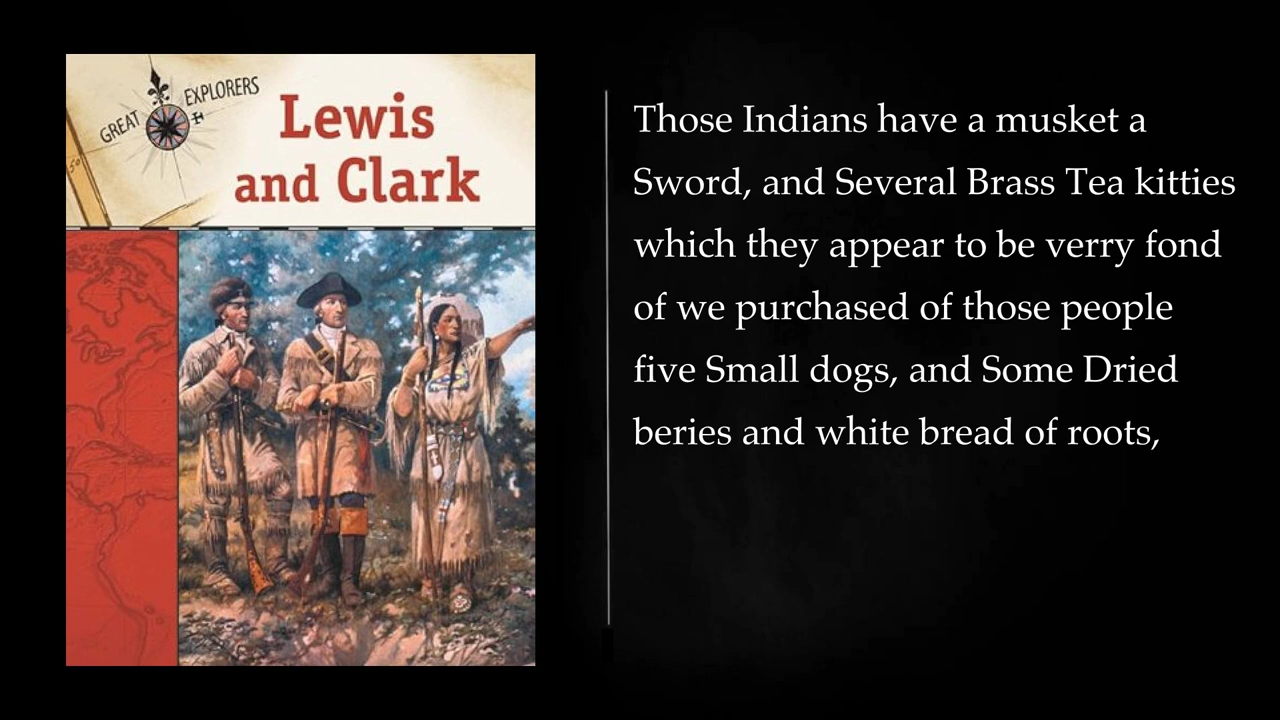 GREAT EXPLORERS
Lewis
and Clark
Those Indians have a musket a
Sword, and Several Brass Tea kitties
which they appear to be verry fond
of we purchased of those people
five Small dogs, and Some Dried
beries and white bread of roots,